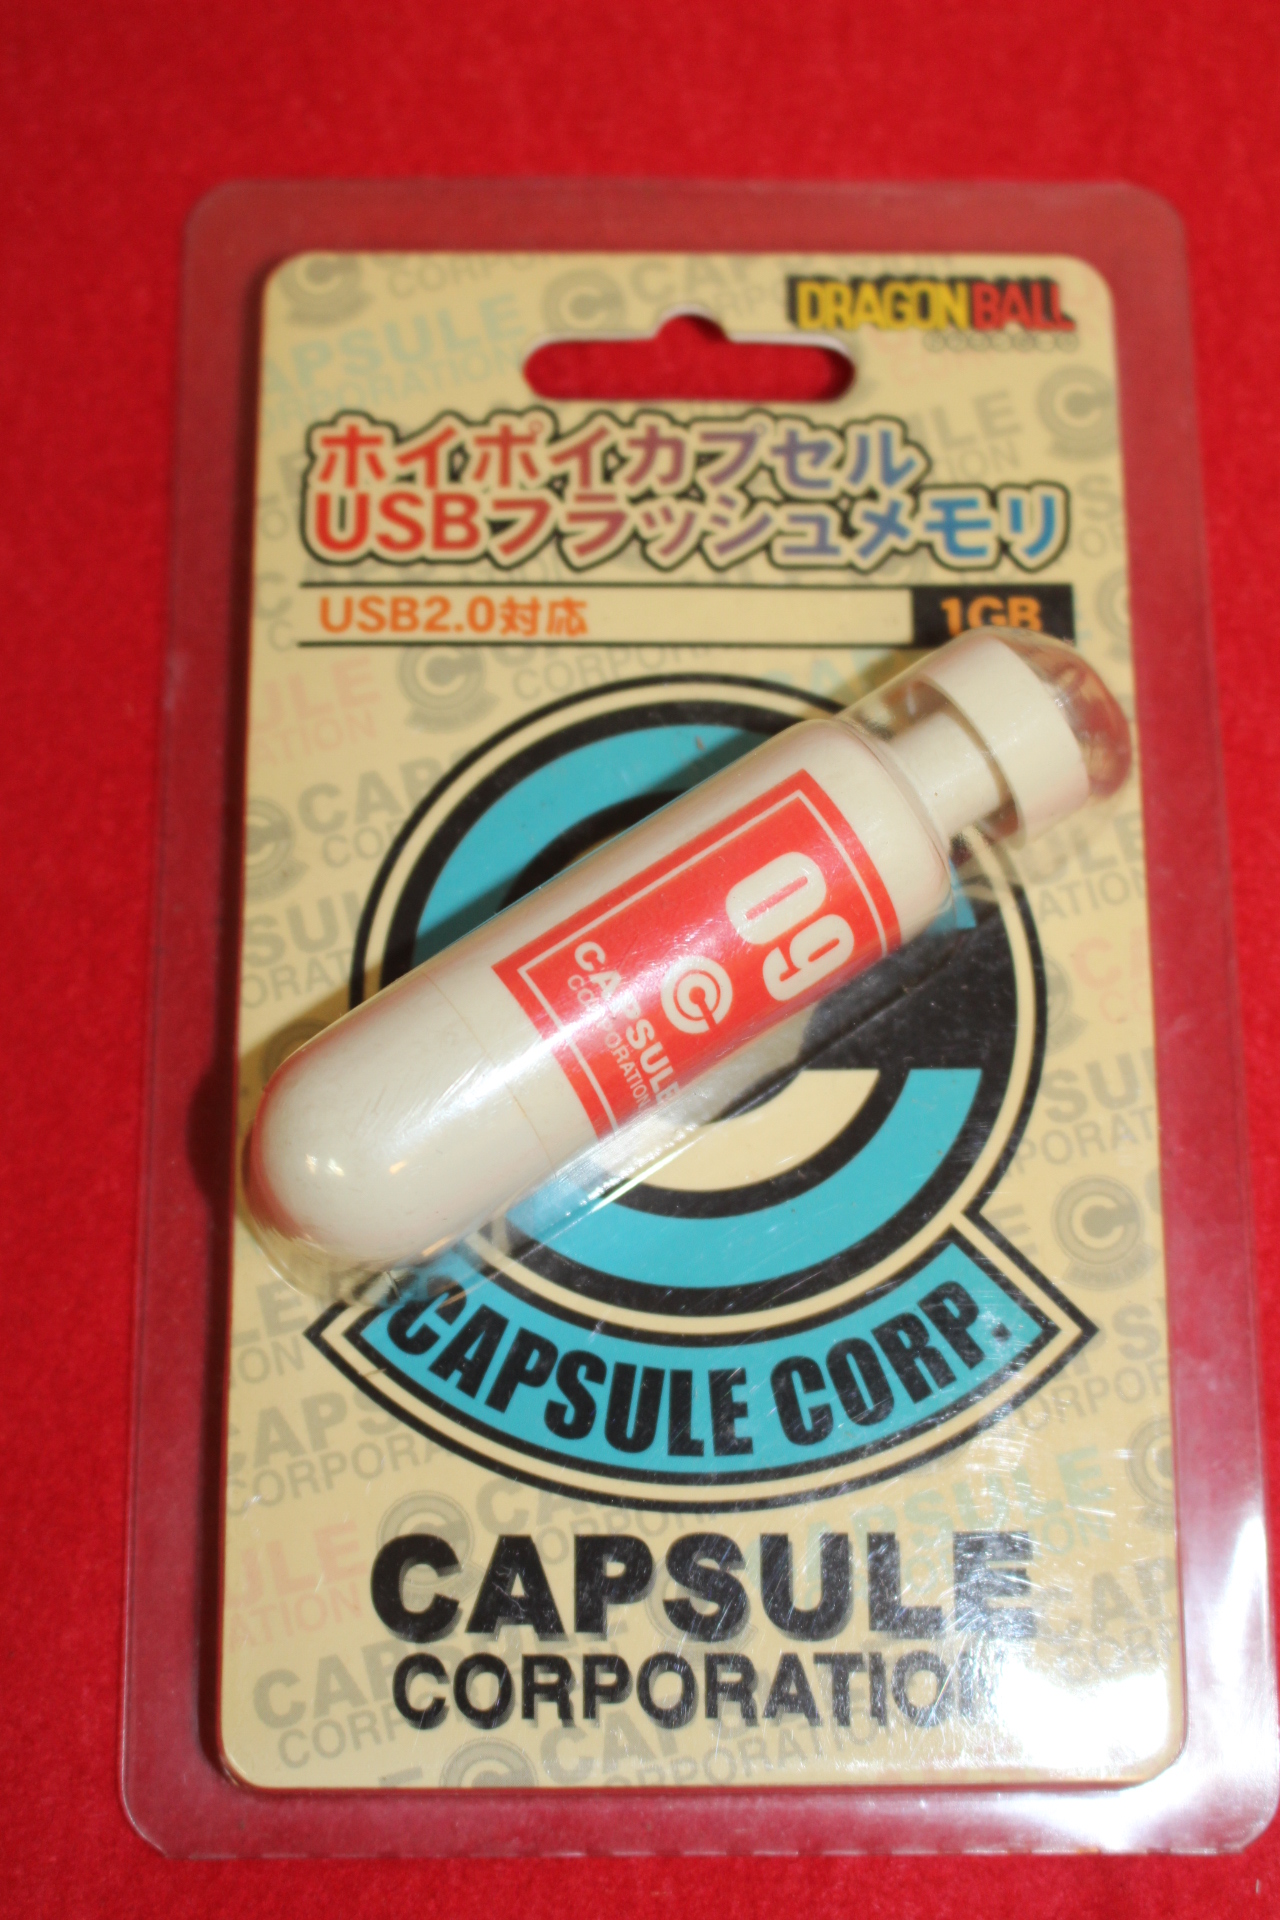 DRAGONBALL
ホイポイカプセル
USBフラッシュメモリ
USB2.0対応
1GB
09
CAPSULE
CORPORATION
CAPSULE CORP.
CAPSULE
CORPORATION